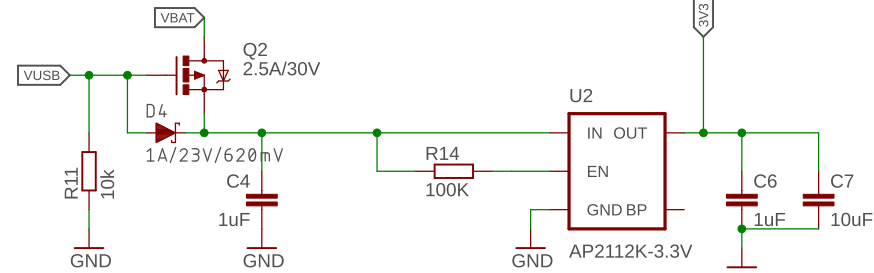 VBAT
3V3
Q2
2.5A/30V
VUSB
U2
D4
IN OUT
1A/23V/620mV
R14
EN
R11
10k
100K
C4
C6
C7
1uF
GND BP
1uF
10uF
GND
GND
GND
AP2112K-3.3V